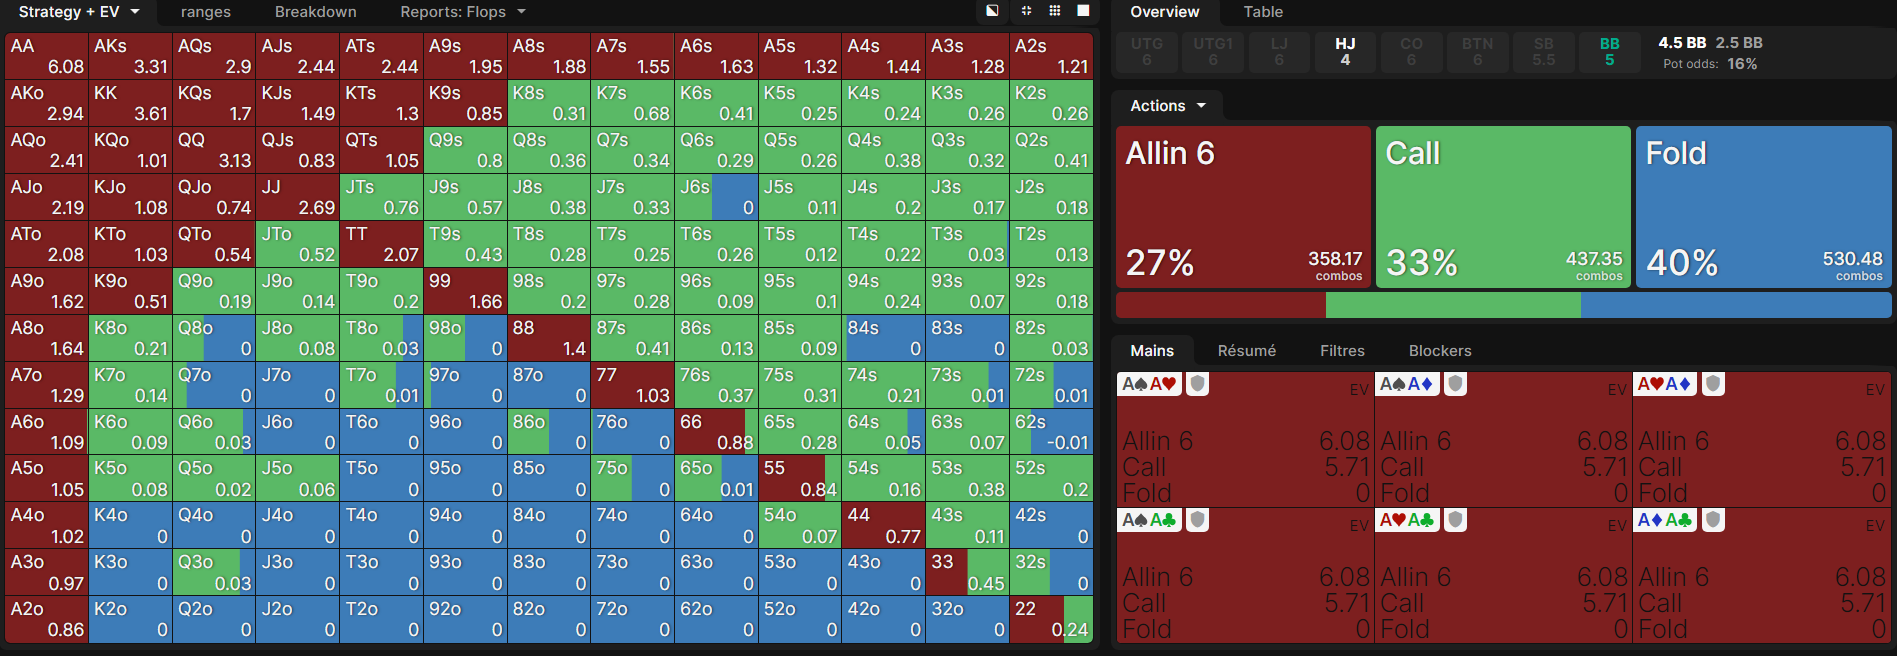 Strategy + EV ranges Breakdown Reports: Flops
AA AKs AQs AJs ATs A9s A8s A7s A6s A5s A4s A3s A2s
6.08 3.31 2.9 2.44 2.44 1.95 1.88 1.55 1.63 1.32 1.44 1.28 1.21
AKo KK KQs KJs KTs K9s K8s K7s K6s K5s K4s K3s K2s
2.94 3.61 1.7 1.49 1.3 0.85 0.31 0.68 0.41 0.25 0.24 0.26 0.26
AQo KQo QQ QJs QTs Q9s Q8s Q7s Q6s Q5s Q4s Q3s Q2s
2.41 1.01 3.13 0.83 1.05 0.8 0.36 0.34 0.29 0.26 0.38 0.32 0.41
AJo KJo QJo JJ JTs J9s J8s J7s J6s J5s J4s J3s J2s
2.19 1.08 0.74 2.69 0.76 0.57 0.38 0.33 0 0.11 0.2 0.17 0.18
ATo KTo QTo JTo TT T9s T8s T7s T6s T5s T4s T3s T2s
2.08 1.03 0.54 0.52 2.07 0.43 0.28 0.25 0.26 0.12 0.22 0.03 0.13
A9o K9o Q9o J9o T9o 99 98s 97s 96s 95s 94s 93s 92s
1.62 0.51 0.19 0.14 0.2 1.66 0.2 0.28 0.09 0.1 0.24 0.07 0.18
A8o K8o Q8o J8o T8o 98o 88 87s 86s 85s 84s 83s 82s
1.64 0.21 0 0.08 0.03 0 1.4 0.41 0.13 0.09 0 0 0.03
A7o K7o Q7o J7o T7o 97o 87o 77 76s 75s 74s 73s 72s
1.29 0.14 0 0 0.01 0 0 1.03 0.37 0.31 0.21 0.01 0.01
A6o K6o Q6o J6o T6o 96o 86o 76o 66 65s 64s 63s 62s
1.09 0.09 0.03 0 0 0 0 0 0.88 0.28 0.05 0.07 -0.01
A5o K5o Q5o J5o T5o 95o 85o 75o 65o 55 54s 53s 52s
1.05 0.08 0.02 0.06 0 0 0 0 0.01 0.84 0.16 0.38 0.2
A4o K4o Q4o J4o T4o 94o 84o 74o 64o 54o 44 43s 42s
1.02 0 0 0 0 0 0 0 0 0.07 0.77 0.11 0
A3o K3o Q3o J3o T3o 93o 83o 73o 63o 53o 43o 33 32s
0.97 0 0.03 0 0 0 0 0 0 0 0 0.45 0
A2o K2o Q2o J2o T2o 92o 82o 72o 62o 52o 42o 32o 22
0.86 0 0 0 0 0 0 0 0 0 0 0 0.24
Overview Table
UTG UTG1 LJ HJ CO BTN SB BB 4.5 BB 2.5 BB
6 6 6 4 6 6 5.5 5 Pot odds: 16%
Actions
Allin 6 Call Fold
27% 358.17 combos 33% 437.35 combos 40% 530.48 combos
Mains Résumé Filtres Blockers
A♠A♥ EV A♠A♦ EV A♥A♦ EV
Allin 6 6.08 Allin 6 6.08 Allin 6 6.08
Call 5.71 Call 5.71 Call 5.71
Fold 0 Fold 0 Fold 0
A♠A♣ EV A♥A♣ EV A♦A♣ EV
Allin 6 6.08 Allin 6 6.08 Allin 6 6.08
Call 5.71 Call 5.71 Call 5.71
Fold 0 Fold 0 Fold 0